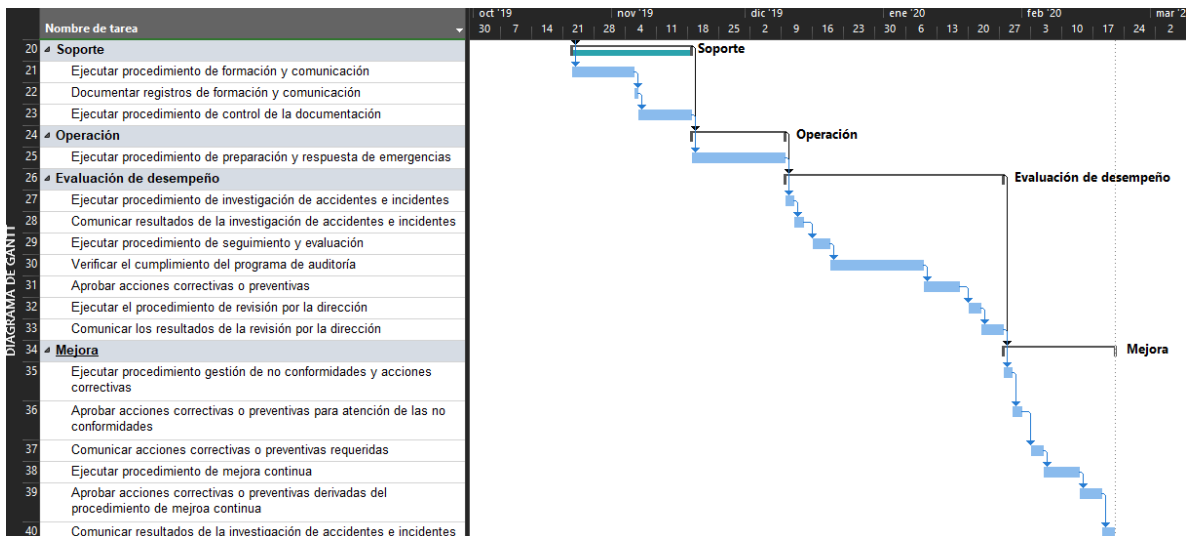 oct '19 nov '19 dic '19 ene '20 feb '20 mar '2
Nombre de tarea 30 7 14 21 28 4 11 18 25 2 9 16 23 30 6 13 20 27 3 10 17 24 2
20 Soporte Soporte
21 Ejecutar procedimiento de formación y comunicación
22 Documentar registros de formación y comunicación
23 Ejecutar procedimiento de control de la documentación
24 Operación Operación
25 Ejecutar procedimiento de preparación y respuesta de emergencias
26 Evaluación de desempeño Evaluación de desempeño
27 Ejecutar procedimiento de investigación de accidentes e incidentes
28 Comunicar resultados de la investigación de accidentes e incidentes
29 Ejecutar procedimiento de seguimiento y evaluación
30 Verificar el cumplimiento del programa de auditoría
31 Aprobar acciones correctivas o preventivas
32 Ejecutar el procedimiento de revisión por la dirección
33 Comunicar los resultados de la revisión por la dirección
34 Mejora Mejora
35 Ejecutar procedimiento gestión de no conformidades y acciones
correctivas
36 Aprobar acciones correctivas o preventivas para atención de las no
conformidades
37 Comunicar acciones correctivas o preventivas requeridas
38 Ejecutar procedimiento de mejora continua
39 Aprobar acciones correctivas o preventivas derivadas del
procedimiento de mejroa continua
40 Comunicar resultados de la investigación de accidentes e incidentes
DIAGRAMA DE GANTT